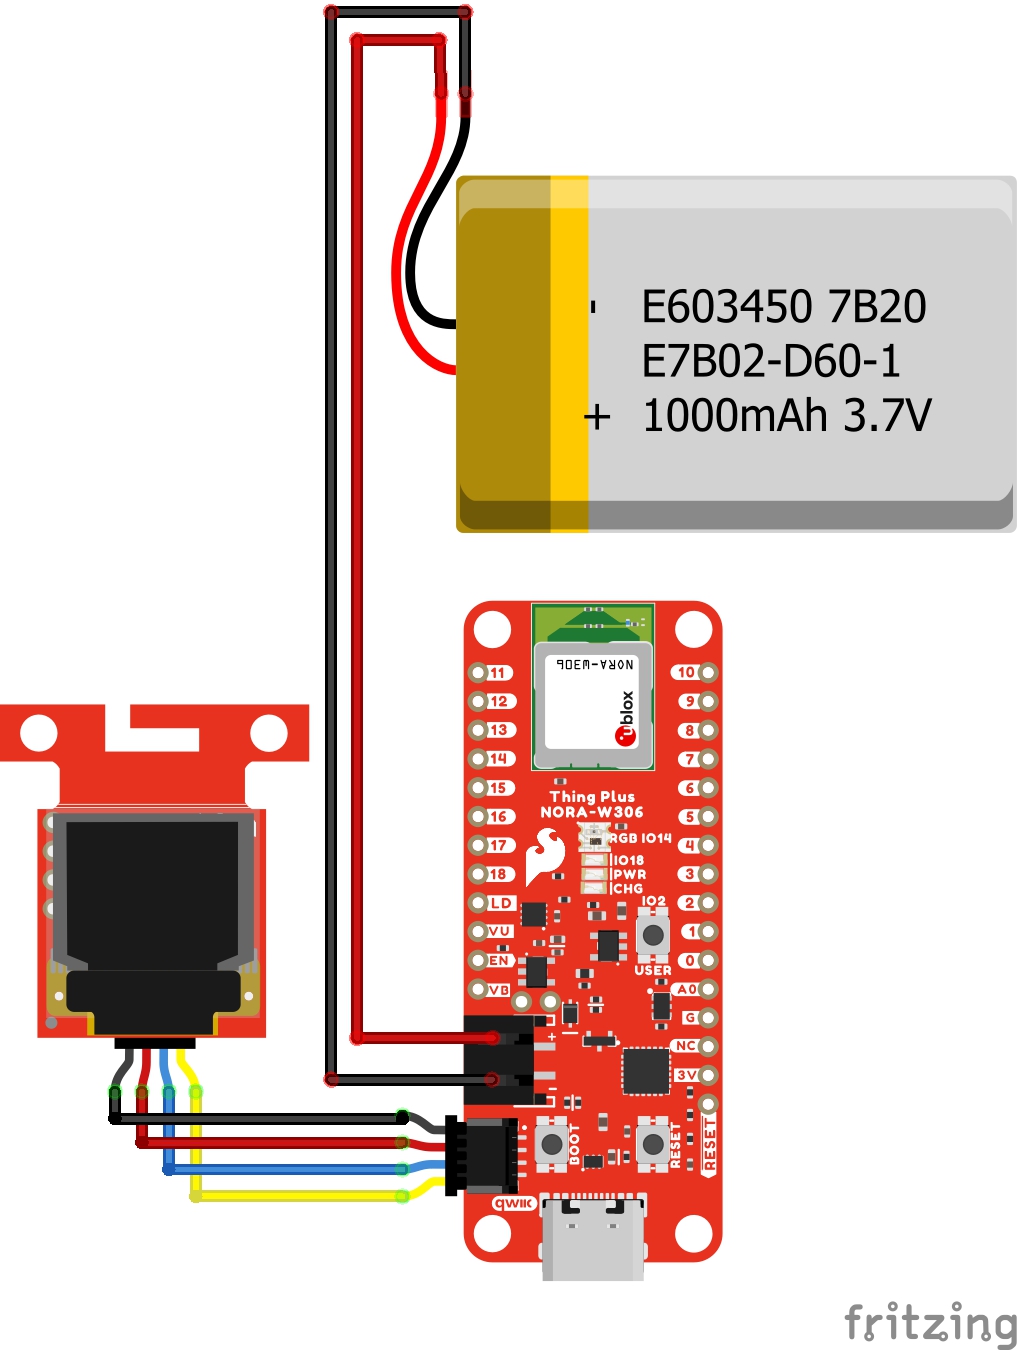 -
E603450 7B20
E7B02-D60-1
+ 1000mAh 3.7V
NORA-W306
ublox
11
12
13
14
15
16
17
18
LD
VU
EN
VB
10
9
8
7
6
5
4
3
2
1
0
A0
G
NC
3V
RESET
Thing Plus
NORA-W306
RGB IO14
IO18
PWR
CHG
IO2
USER
+
-
BOOT
RESET
qwiic
fritzing